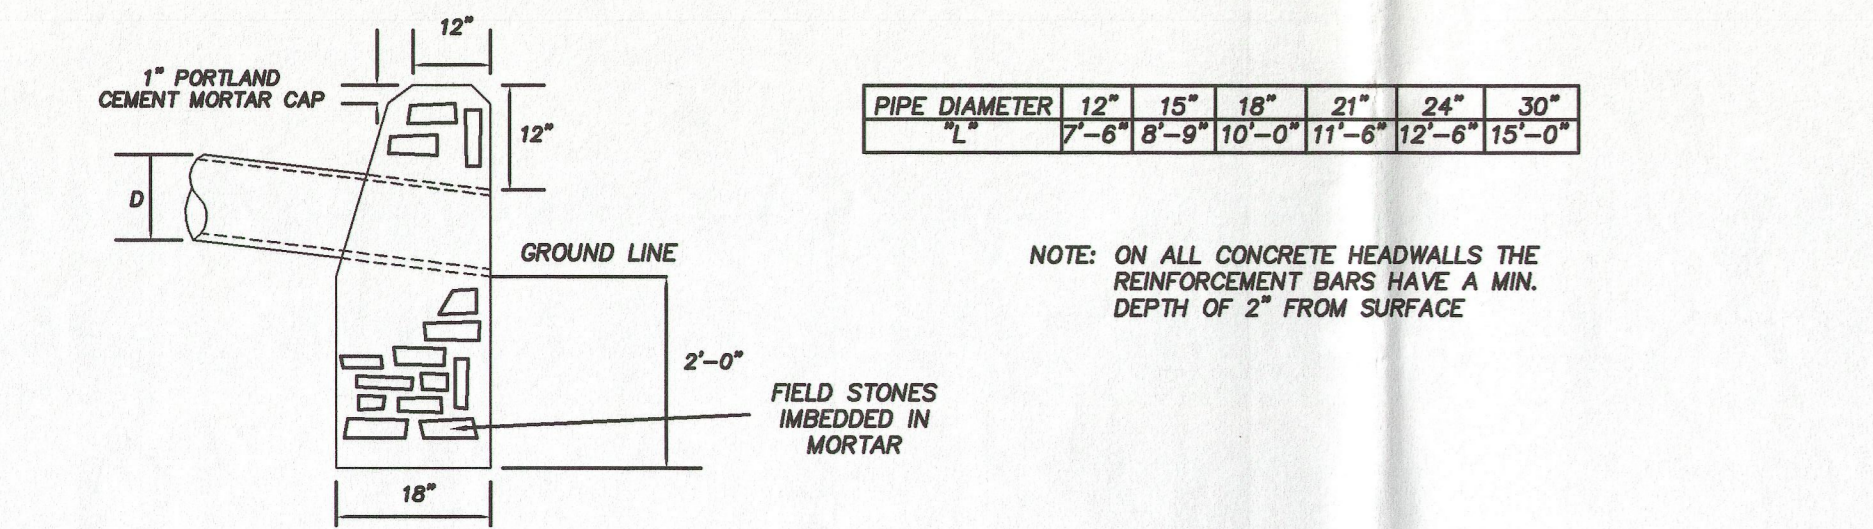 12"
1" PORTLAND
CEMENT MORTAR CAP
12"
D
GROUND LINE
2'-0"
FIELD STONES
IMBEDDED IN
MORTAR
18"
PIPE DIAMETER 12" 15" 18" 21" 24" 30"
"L" 7'-6" 8'-9" 10'-0" 11'-6" 12'-6" 15'-0"
NOTE: ON ALL CONCRETE HEADWALLS THE
REINFORCEMENT BARS HAVE A MIN.
DEPTH OF 2" FROM SURFACE